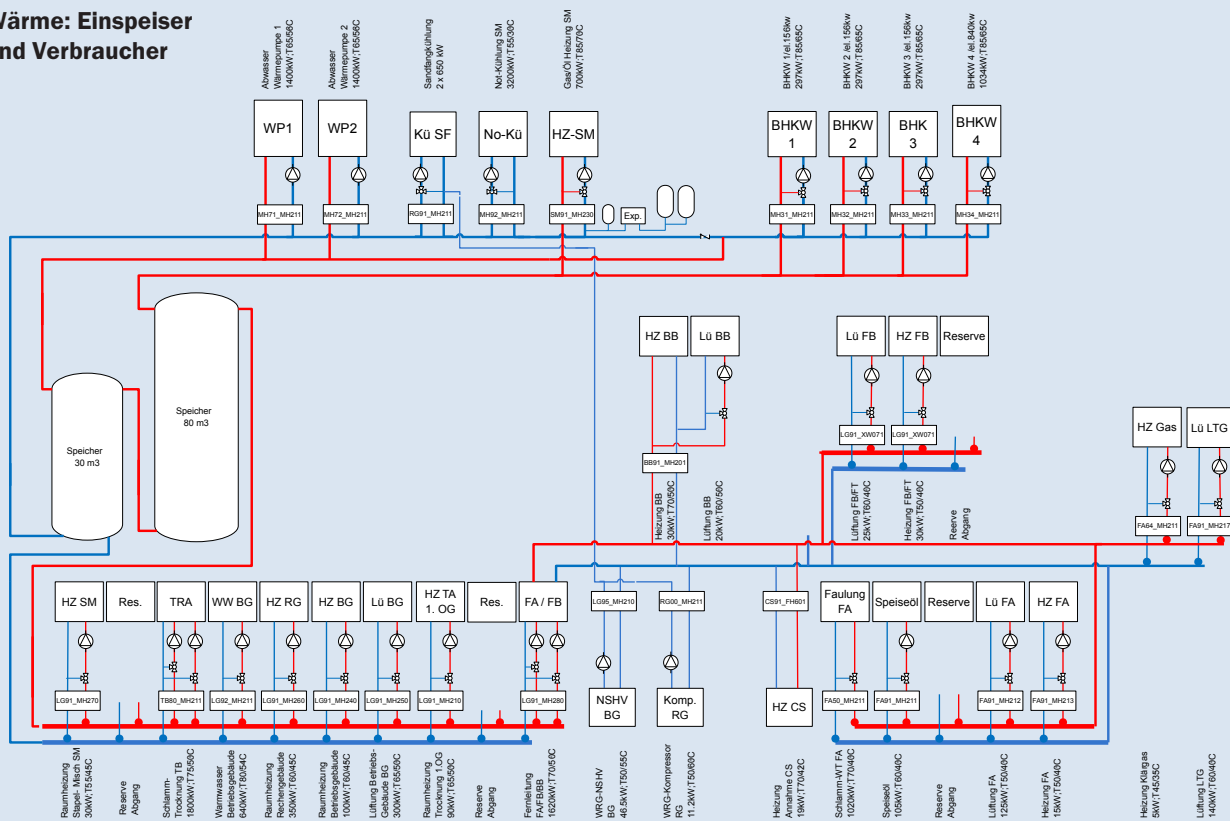 Wärme: Einspeiser
nd Verbraucher
Abwasser
Wärmepumpe 1
1400kW;T65/58C
Abwasser
Wärmepumpe 2
1400kW;T65/58C
Sandfangkühlung
2 x 650 kW
Not-Kühlung SM
3200kW;T55/39C
Gas/Öl Heizung SM
700kW;T85/70C
BHKW 1/el.156kw
297kW;T85/65C
BHKW 2 /el.156kw
297kW;T85/65C
BHKW 3 /el.156kw
297kW;T85/65C
BHKW 4 /el.840kw
1034kW;T85/65C
WP1
WP2
Kü SF
No-Kü
HZ-SM
BHKW
1
BHKW
2
BHK
3
BHKW
4
MH71_MH211
MH72_MH211
RG91_MH211
MH92_MH211
SM91_MH230
Exp.
MH31_MH211
MH32_MH211
MH33_MH211
MH34_MH211
Speicher
80 m3
Speicher
30 m3
HZ BB
Lü BB
Lü FB
HZ FB
Reserve
HZ Gas
Lü LTG
BB91_MH201
LG91_XW071
LG91_XW071
FA64_MH211
FA91_MH217
Heizung BB
30kW;T70/50C
Lüftung BB
20kW;T60/50C
Lüftung FB/FT
25kW;T60/40C
Heizung FB/FT
30kW;T50/40C
Reerve
Abgang
HZ SM
Res.
TRA
WW BG
HZ RG
HZ BG
Lü BG
HZ TA
1. OG
Res.
FA / FB
LG95_MH210
RG00_MH211
CS91_FH601
Faulung
FA
Speiseöl
Reserve
Lü FA
HZ FA
LG91_MH270
TB80_MH211
LG92_MH211
LG91_MH260
LG91_MH240
LG91_MH250
LG91_MH210
LG91_MH280
NSHV
BG
Komp.
RG
HZ CS
FA50_MH211
FA91_MH211
FA91_MH212
FA91_MH213
Raumheizung
Stapel- Misch SM
30kW;T55/45C
Reserve
Abgang
Schlamm-
Trocknung TB
1800kW;T75/50C
Warmwasser
Betriebsgebäude
640kW;T80/54C
Raumheizung
Rechengebäude
350kW;T60/45C
Raumheizung
Betriebsgebäude
100kW;T60/45C
Lüftung Betriebs-
Gebäude BG
300kW;T65/50C
Raumheizung
Trocknung 1.OG
90kW;T65/50C
Reserve
Abgang
Fernleitung
FA/FB/BB
1620kW;T70/50C
WRG-NSHV
BG
46.5kW;T50/55C
WRG-Kompressor
RG
11.2kW;T50/60C
Heizung
Annahme CS
19kW;T70/42C
Schlamm-WT FA
1020kW;T70/40C
Speiseöl
105kW;T60/40C
Reserve
Abgang
Lüftung FA
125kW;T50/40C
Heizung FA
15kW;T50/40C
Heizung Klärgas
5kW;T45/35C
Lüftung LTG
140kW;T60/40C